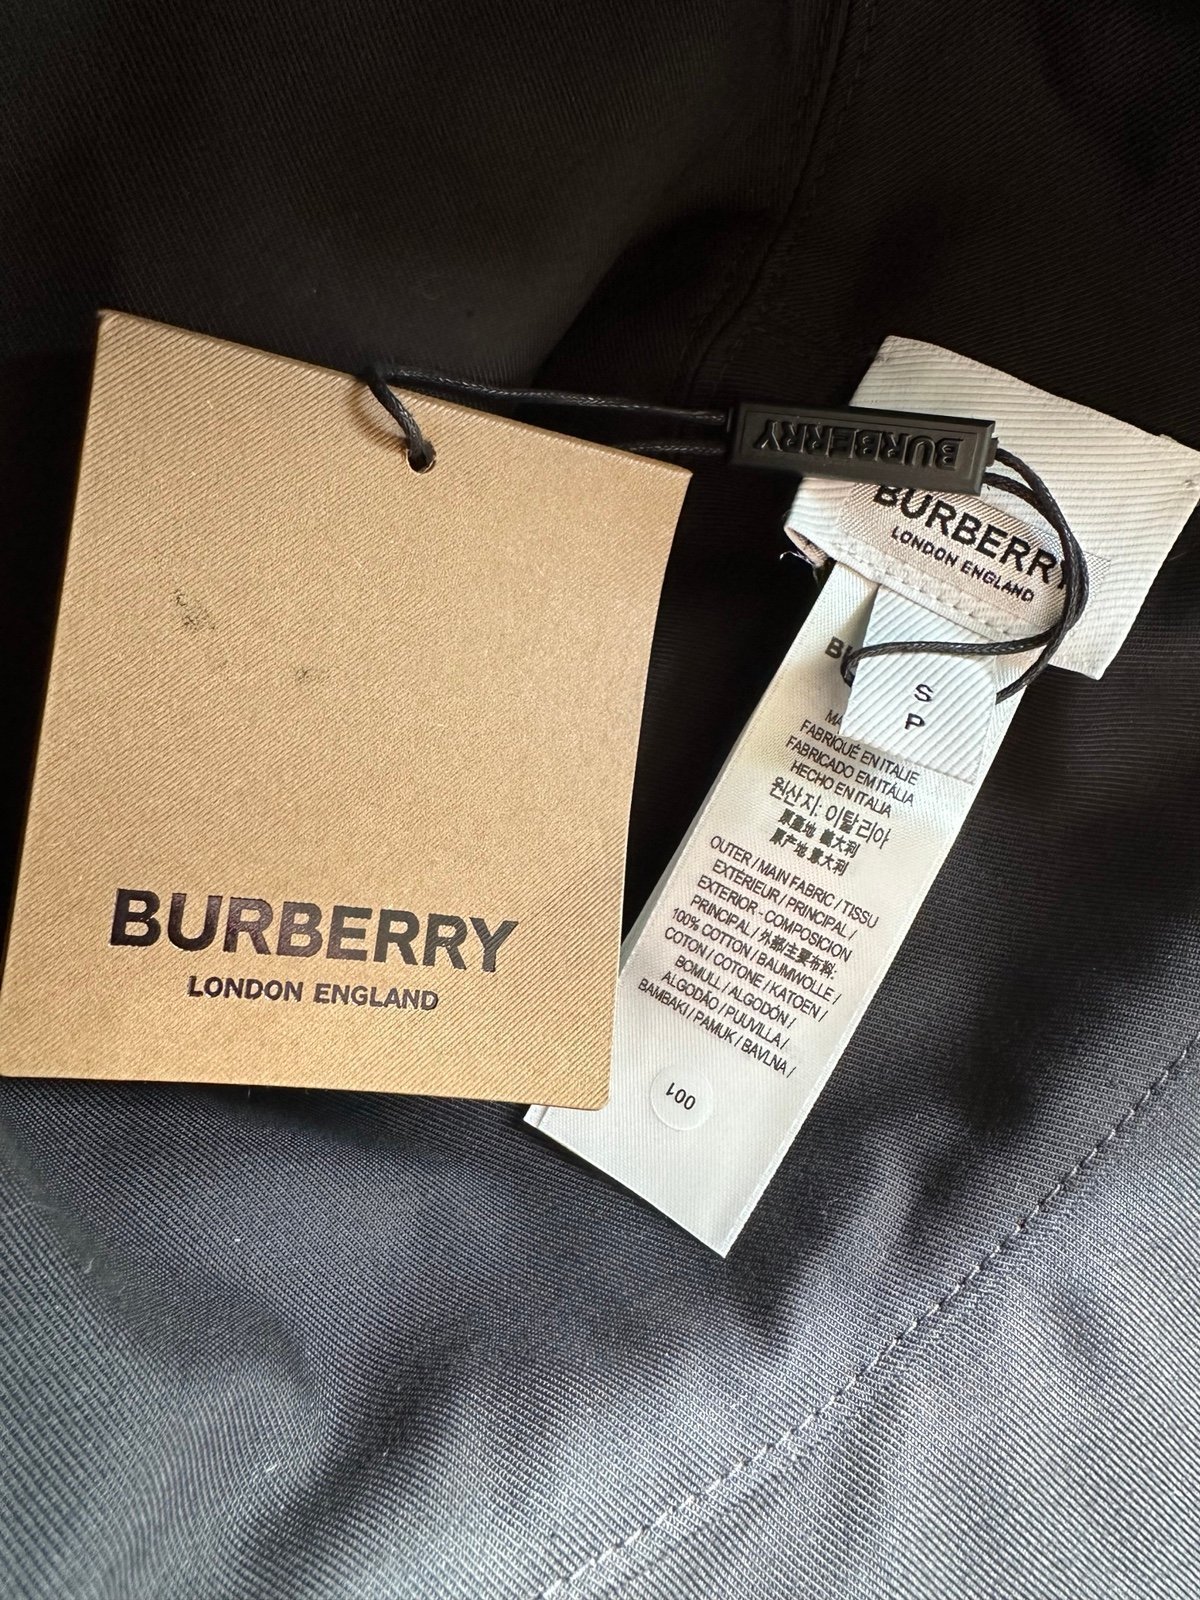 BURBERRY
LONDON ENGLAND
BURBERRY
BURBERRY
LONDON ENGLAND
S
P
FABRIQUÉ EN ITALIE
FABRICADO EM ITÁLIA
HECHO EN ITALIA
원산지: 이탈리아
原產地 義大利
原产地 意大利
OUTER / MAIN FABRIC / TISSU
EXTÉRIEUR / PRINCIPAL /
EXTERIOR - COMPOSICION
PRINCIPAL / 外部/主要布料:
100% COTTON / BAUMWOLLE /
COTON / COTONE / KATOEN /
BOMULL / ALGODÓN /
ALGODÃO / PUUVILLA /
BAMBAKI / PAMUK / BAVLNA /
001